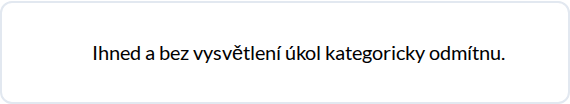 Ihned a bez vysvětlení úkol kategoricky odmítnu.